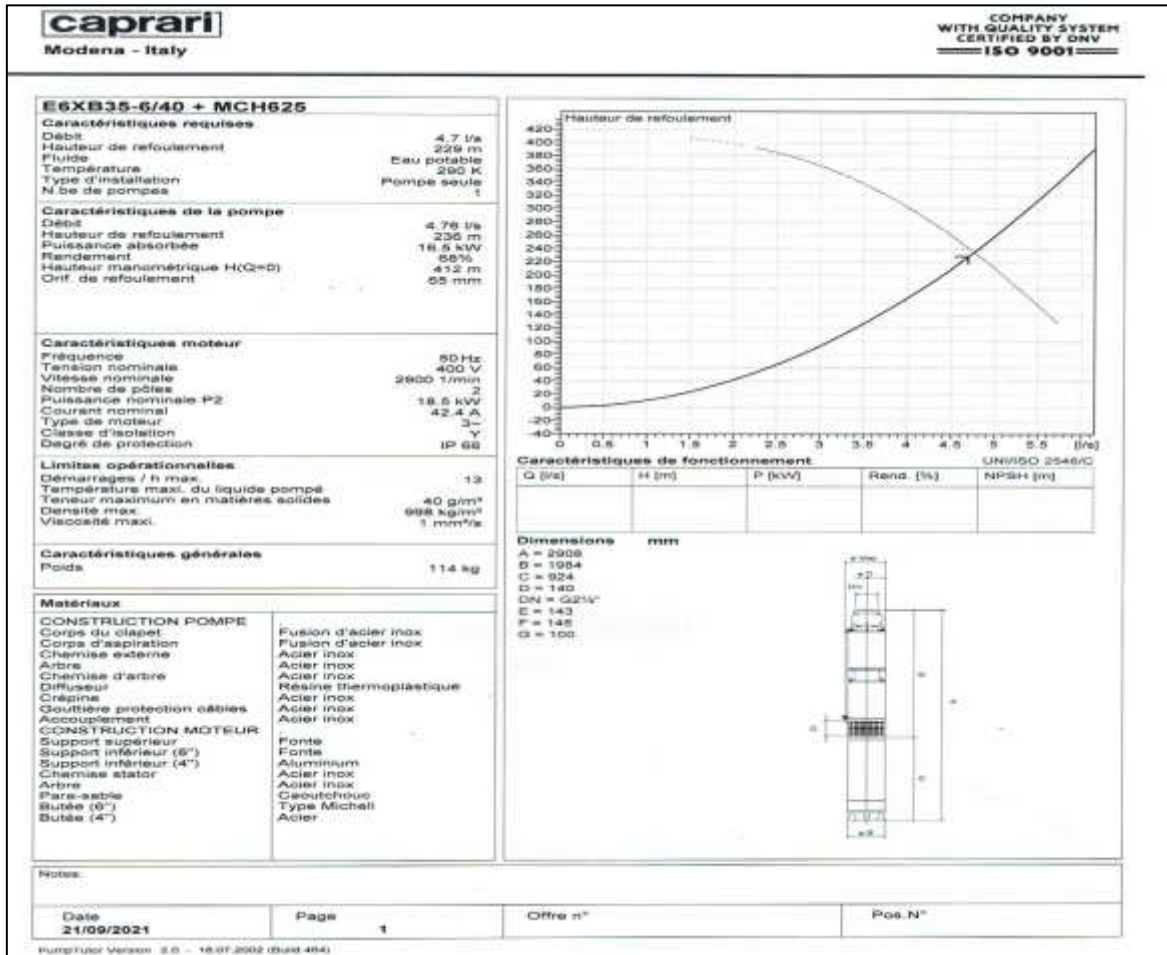 caprari
Modena - Italy
COMPANY
WITH QUALITY SYSTEM
CERTIFIED BY DNV
ISO 9001
E6XB35-6/40 + MCH625
Caractéristiques requises
Débit 4.7 l/s
Hauteur de refoulement 229 m
Fluide Eau potable
Température 290 K
Type d'installation Pompe seule
N.be de pompes 1
Caractéristiques de la pompe
Débit 4.76 l/s
Hauteur de refoulement 236 m
Puissance absorbée 16.5 kW
Rendement 66%
Hauteur manométrique H(Q=0) 412 m
Orif. de refoulement 65 mm
Caractéristiques moteur
Fréquence 50 Hz
Tension nominale 400 V
Vitesse nominale 2900 1/min
Nombre de pôles 2
Puissance nominale P2 18.5 kW
Courant nominal 42.4 A
Type de moteur 3~
Classe d'isolation Y
Degré de protection IP 68
Limites opérationnelles
Démarrages / h max. 13
Température maxi. du liquide pompé
Teneur maximum en matières solides 40 g/m³
Densité max. 998 kg/m³
Viscosité maxi. 1 mm²/s
Caractéristiques générales
Poids 114 kg
Matériaux
CONSTRUCTION POMPE
Corps du clapet Fusion d'acier inox
Corps d'aspiration Fusion d'acier inox
Chemise externe Acier inox
Arbre Acier inox
Chemise d'arbre Acier inox
Diffuseur Résine thermoplastique
Crépine Acier inox
Gouttière protection câbles Acier inox
Accouplement Acier inox
CONSTRUCTION MOTEUR
Support supérieur Fonte
Support inférieur (6") Fonte
Support inférieur (4") Aluminium
Chemise stator Acier inox
Arbre Acier inox
Para-sable Caoutchouc
Butée (6") Type Michell
Butée (4") Acier
Hauteur de refoulement
420
400
380
360
340
320
300
280
260
240
220
200
180
160
140
120
100
80
60
40
20
0
-40
0 0.5 1 1.5 2 2.5 3 3.5 4 4.5 5 5.5 [l/s]
Caractéristiques de fonctionnement UNI/ISO 2548/C
Q [l/s] H [m] P [kW] Rend. [%] NPSH [m]
Dimensions mm
A = 2908
B = 1984
C = 924
D = 140
DN = G2½"
E = 143
F = 145
G = 100
Notes:
Date Page Offre n° Pos.N°
21/09/2021 1
PumpTutor Version 2.0 - 18.07.2002 (Build 464)